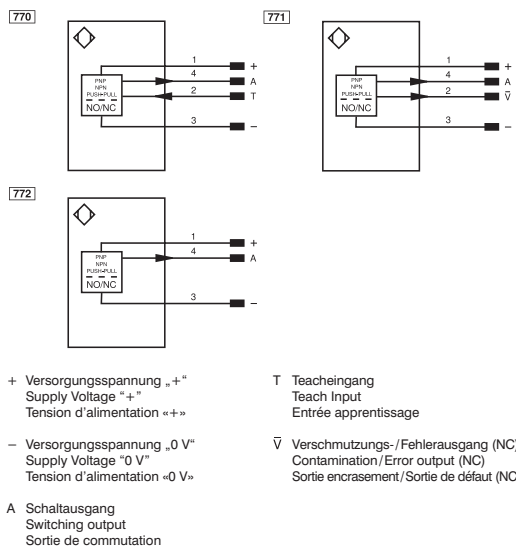 770
1
+
4
A
2
T
3
–
PNP
NPN
PUSH-PULL
NO/NC
771
1
+
4
A
2
V̅
3
–
PNP
NPN
PUSH-PULL
NO/NC
772
1
+
4
A
3
–
PNP
NPN
PUSH-PULL
NO/NC
+ Versorgungsspannung „+“
Supply Voltage “+”
Tension d’alimentation «+»
– Versorgungsspannung „0 V“
Supply Voltage “0 V”
Tension d’alimentation «0 V»
A Schaltausgang
Switching output
Sortie de commutation
T Teacheingang
Teach Input
Entrée apprentissage
V̅ Verschmutzungs-/Fehlerausgang (NC)
Contamination/Error output (NC)
Sortie encrasement/Sortie de défaut (NC